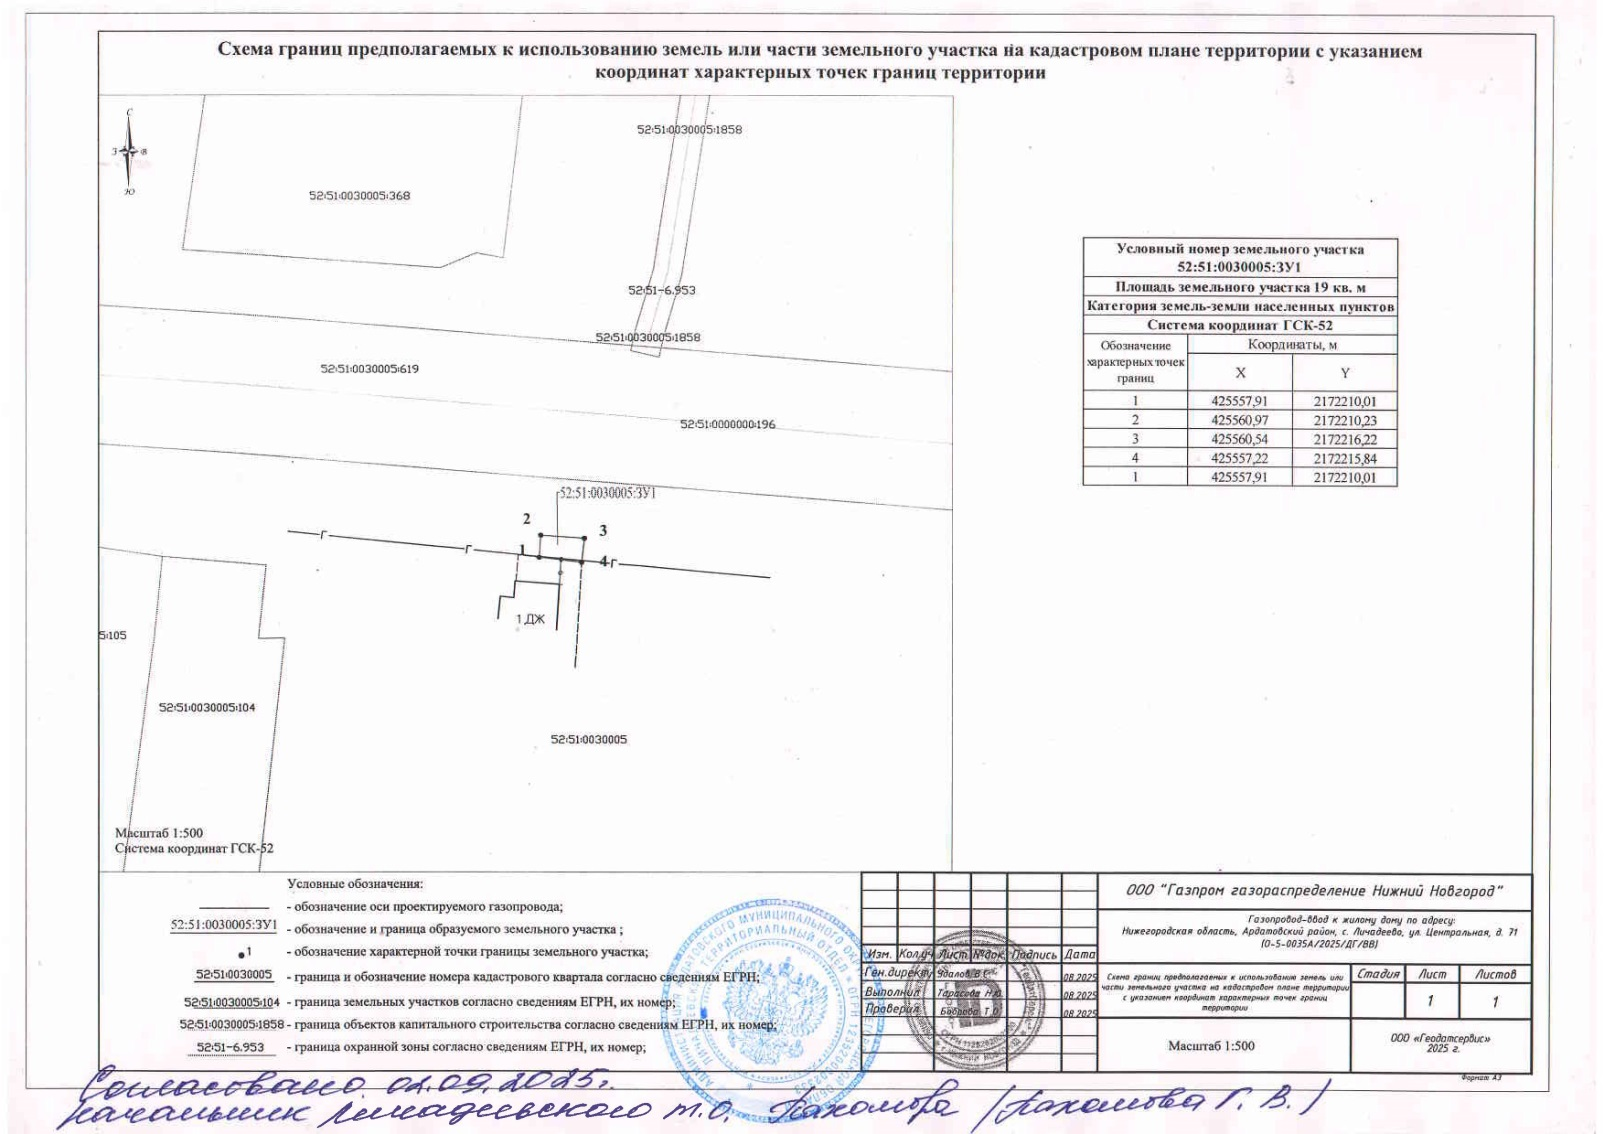 Схема границ предполагаемых к использованию земель или части земельного участка на кадастровом плане территории с указанием
координат характерных точек границ территории
С
З В
Ю
52:51:0030005:368
52:51:0030005:1858
52:51-6.953
52:51:0030005:1858
52:51:0030005:619
52:51:0000000:196
52:51:0030005:ЗУ1
2
3
1
4
Г
Г
Г
1 ДЖ
5:105
52:51:0030005:104
52:51:0030005
Масштаб 1:500
Система координат ГСК-52
Условный номер земельного участка
52:51:0030005:ЗУ1
Площадь земельного участка 19 кв. м
Категория земель-земли населенных пунктов
Система координат ГСК-52
Обозначение характерных точек границ
Координаты, м
X Y
1 425557,91 2172210,01
2 425560,97 2172210,23
3 425560,54 2172216,22
4 425557,22 2172215,84
1 425557,91 2172210,01
Условные обозначения:
- обозначение оси проектируемого газопровода;
52:51:0030005:ЗУ1 - обозначение и граница образуемого земельного участка ;
1 - обозначение характерной точки границы земельного участка;
52:51:0030005 - граница и обозначение номера кадастрового квартала согласно сведениям ЕГРН;
52:51:0030005:104 - граница земельных участков согласно сведениям ЕГРН, их номер;
52:51:0030005:1858 - граница объектов капитального строительства согласно сведениям ЕГРН, их номер;
52:51-6.953 - граница охранной зоны согласно сведениям ЕГРН, их номер;
Изм. Кол.уч Лист №док. Подпись Дата
Ген.директ. Удалов В.С. 08.2025
Выполнил Тарасова Н.Ю. 08.2025
Проверил Боброва Т.О. 08.2025
ООО "Газпром газораспределение Нижний Новгород"
Газопровод-ввод к жилому дому по адресу:
Нижегородская область, Ардатовский район, с. Личадеево, ул. Центральная, д. 71
(О-5-0035А/2025/ДГ/ВВ)
Схема границ предполагаемых к использованию земель или
части земельного участка на кадастровом плане территории
с указанием координат характерных точек границ
территории
Стадия Лист Листов
1 1
Масштаб 1:500
ООО «Геодатсервис»
2025 г.
Формат А3
Согласовано 02.09.2025г.
начальник Личадеевского т.о. Пахомова (Пахомова Г. В.)